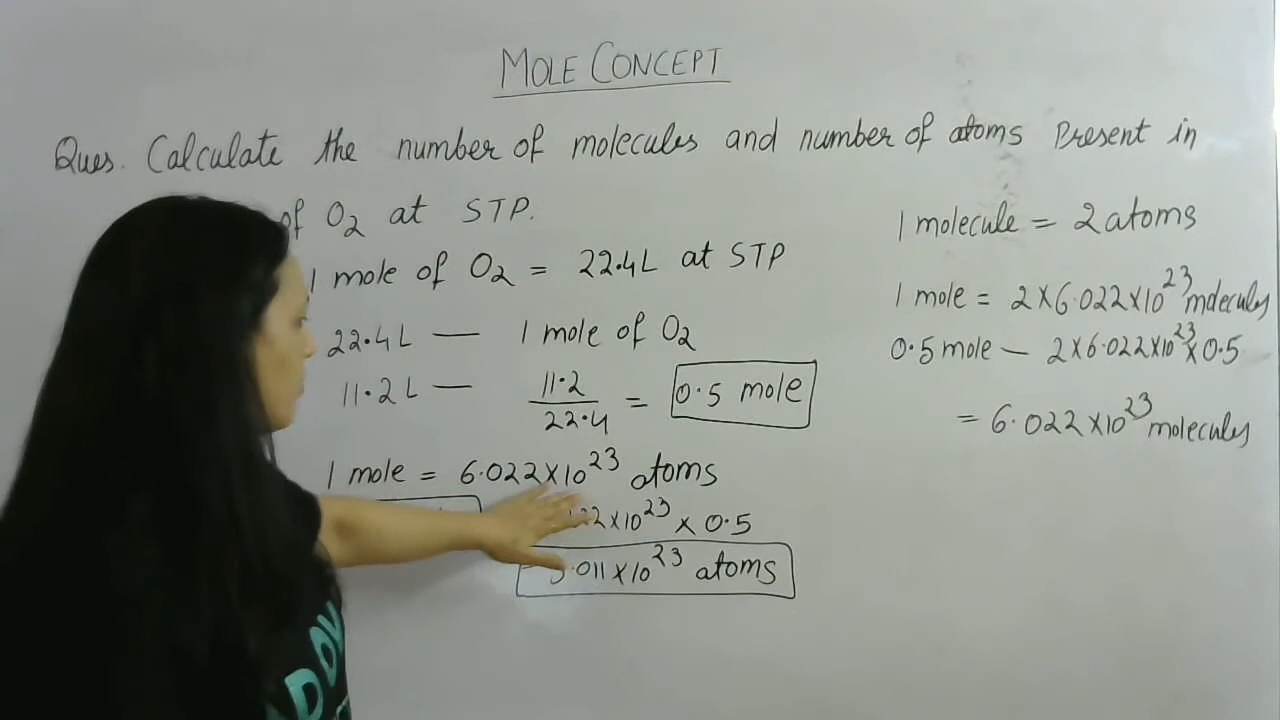 MOLE CONCEPT
Ques. Calculate the number of molecules and number of atoms Present in
of O2 at STP.
1 mole of O2 = 22.4L at STP
22.4L — 1 mole of O2
11.2L — 11.2/22.4 = 0.5 mole
1 mole = 6.022×10^23 atoms
22×10^23 × 0.5
.011×10^23 atoms
1 molecule = 2 atoms
1 mole = 2×6.022×10^23 molecules
0.5 mole — 2×6.022×10^23×0.5
= 6.022×10^23 molecules